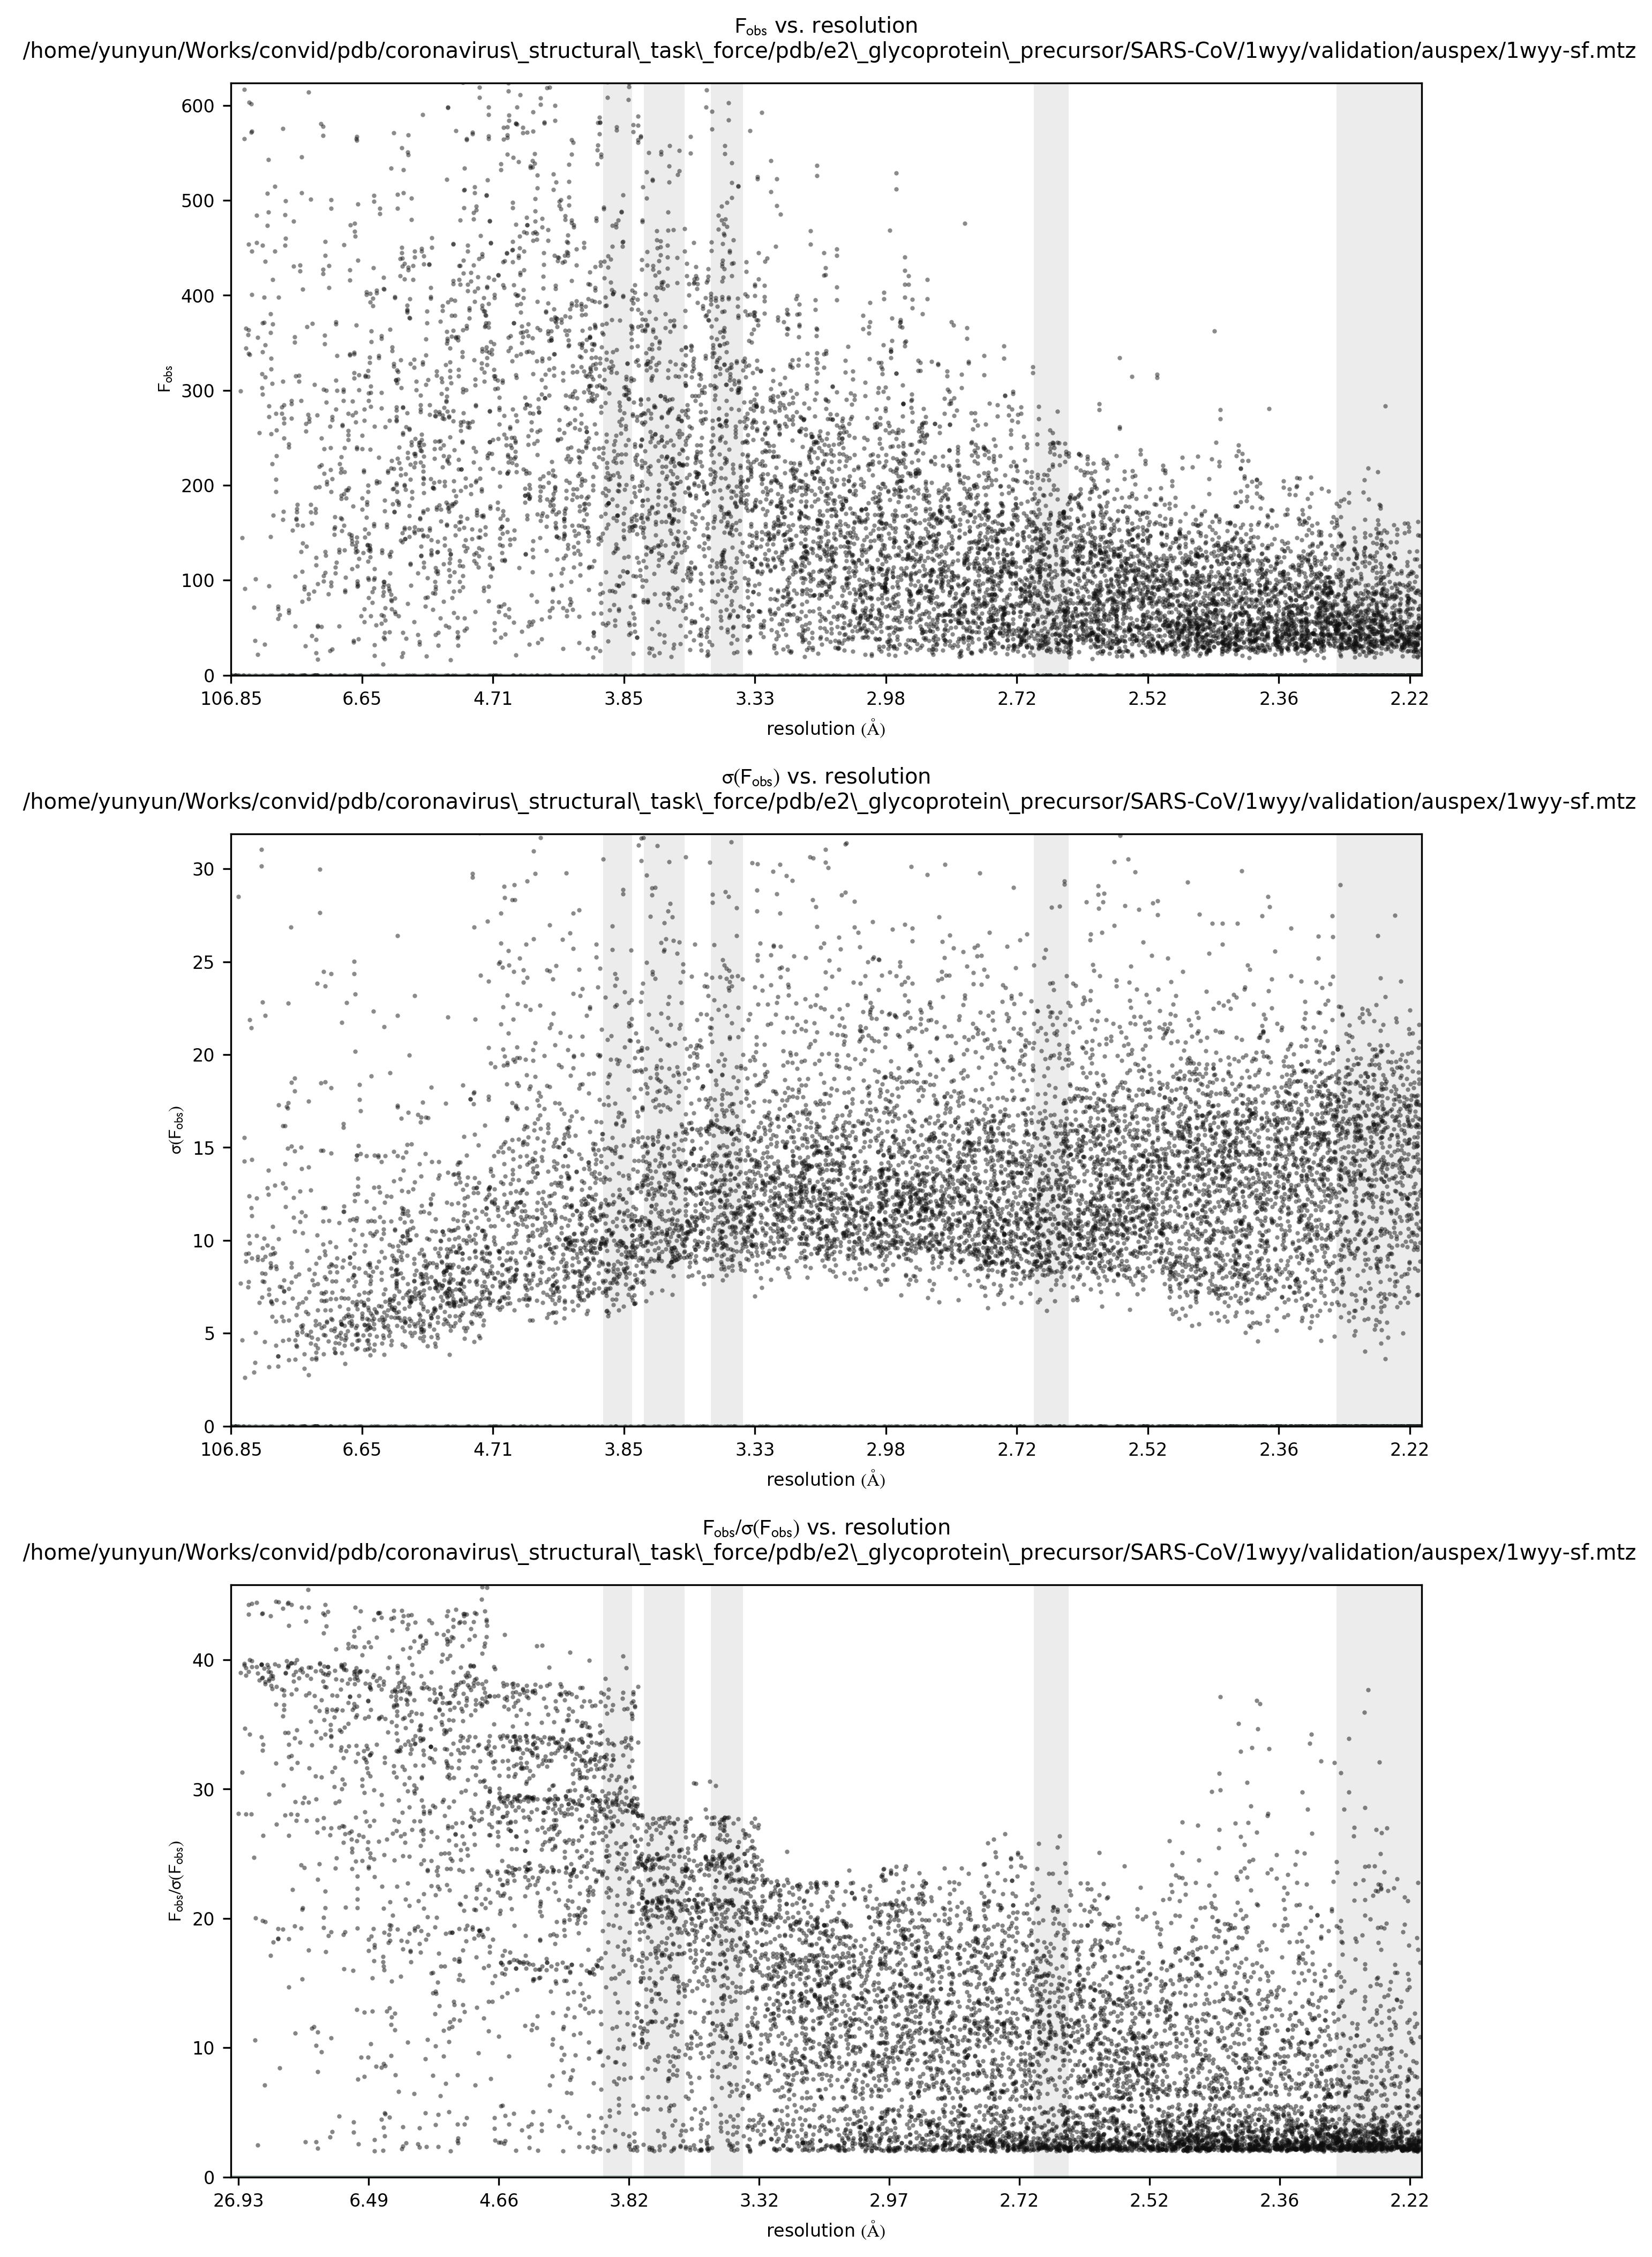 Fobs vs. resolution
/home/yunyun/Works/convid/pdb/coronavirus\_structural\_task\_force/pdb/e2\_glycoprotein\_precursor/SARS-CoV/1wyy/validation/auspex/1wyy-sf.mtz
600
500
400
300
200
100
0
Fobs
106.85 6.65 4.71 3.85 3.33 2.98 2.72 2.52 2.36 2.22
resolution (Å)
σ(Fobs) vs. resolution
/home/yunyun/Works/convid/pdb/coronavirus\_structural\_task\_force/pdb/e2\_glycoprotein\_precursor/SARS-CoV/1wyy/validation/auspex/1wyy-sf.mtz
30
25
20
15
10
5
0
σ(Fobs)
106.85 6.65 4.71 3.85 3.33 2.98 2.72 2.52 2.36 2.22
resolution (Å)
Fobs/σ(Fobs) vs. resolution
/home/yunyun/Works/convid/pdb/coronavirus\_structural\_task\_force/pdb/e2\_glycoprotein\_precursor/SARS-CoV/1wyy/validation/auspex/1wyy-sf.mtz
40
30
20
10
0
Fobs/σ(Fobs)
26.93 6.49 4.66 3.82 3.32 2.97 2.72 2.52 2.36 2.22
resolution (Å)